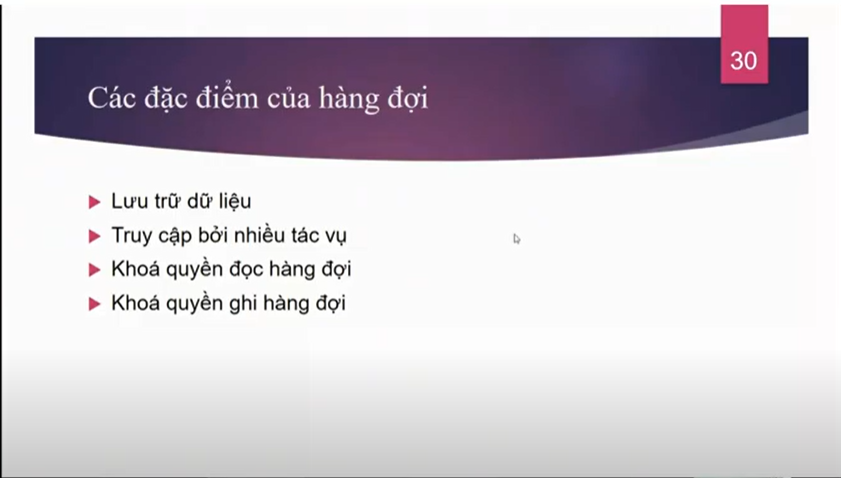 30
Các đặc điểm của hàng đợi
Lưu trữ dữ liệu
Truy cập bởi nhiều tác vụ
Khoá quyền đọc hàng đợi
Khoá quyền ghi hàng đợi